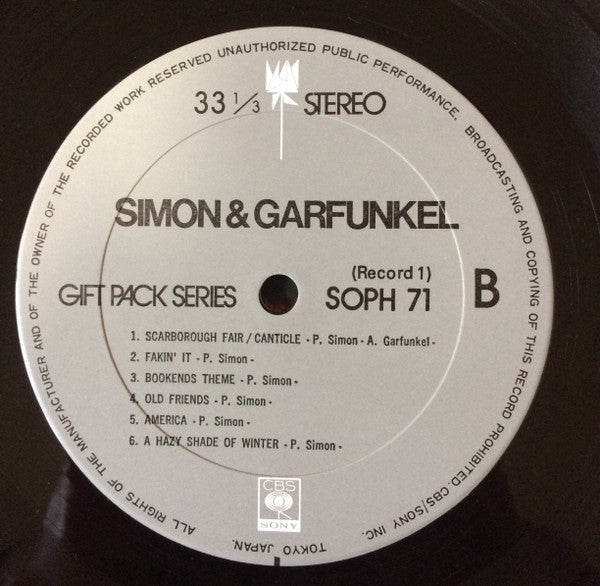 ALL RIGHTS OF THE MANUFACTURER AND OF THE OWNER OF THE RECORDED WORK RESERVED UNAUTHORIZED PUBLIC PERFORMANCE. BROADCASTING AND COPYING OF THIS RECORD PROHIBITED·CBS/SONY INC. TOKYO JAPAN.
33 1/3 STEREO
SIMON & GARFUNKEL
(Record 1)
GIFT PACK SERIES SOPH 71 B
1. SCARBOROUGH FAIR / CANTICLE - P. Simon - A. Garfunkel -
2. FAKIN' IT - P. Simon -
3. BOOKENDS THEME - P. Simon -
4. OLD FRIENDS - P. Simon -
5. AMERICA - P. Simon -
6. A HAZY SHADE OF WINTER - P. Simon -
CBS
SONY